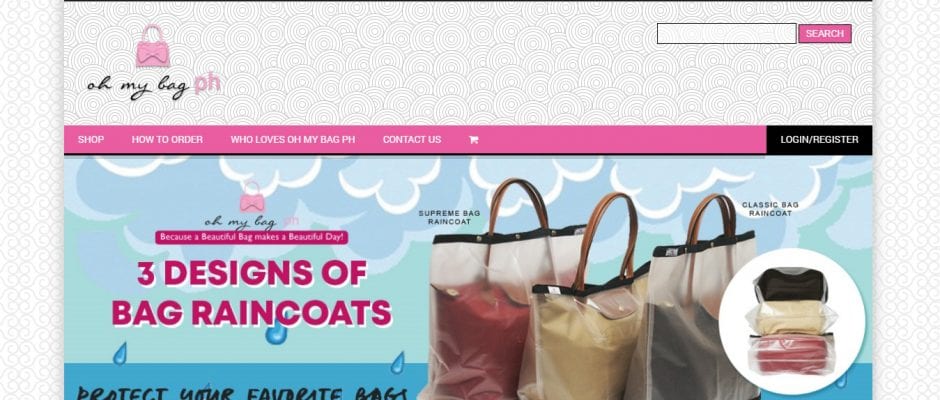 oh my bag ph
SEARCH
SHOP HOW TO ORDER WHO LOVES OH MY BAG PH CONTACT US LOGIN/REGISTER
oh my bag ph
Because a Beautiful Bag makes a Beautiful Day!
3 DESIGNS OF
BAG RAINCOATS
PROTECT YOUR FAVORITE BAGS
SUPREME BAG
RAINCOAT
CLASSIC BAG
RAINCOAT